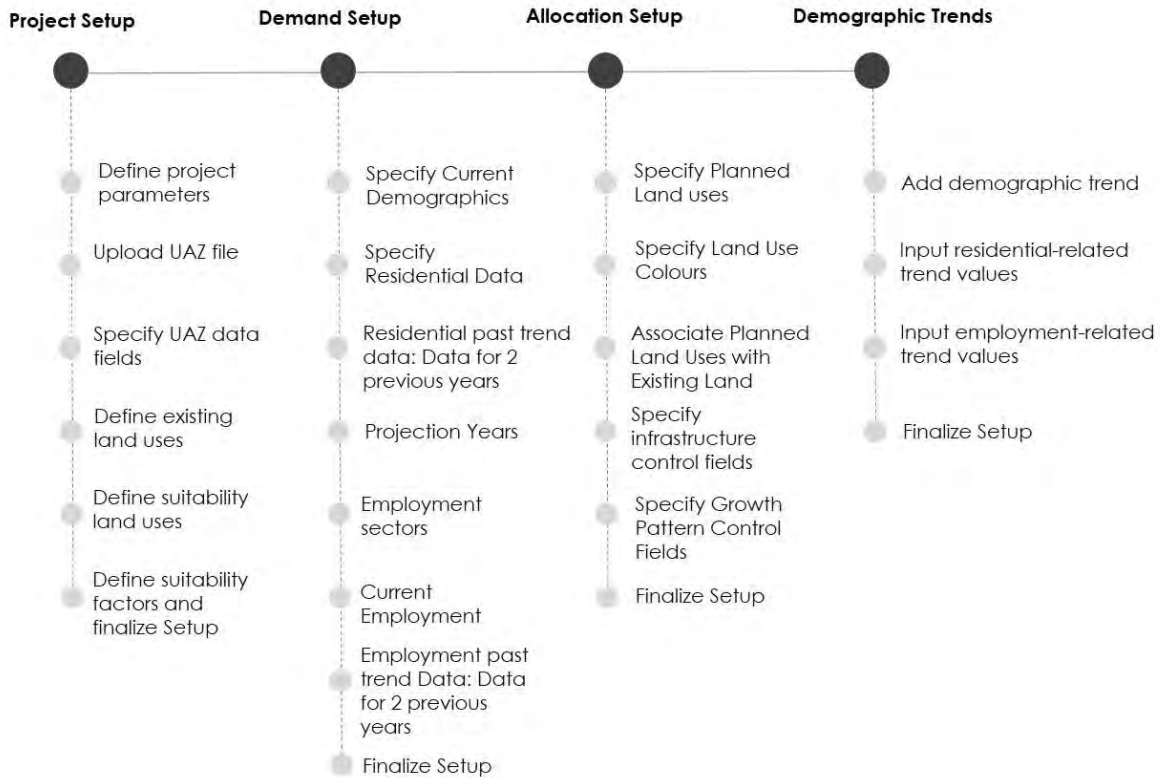 Project Setup
Demand Setup
Allocation Setup
Demographic Trends
Define project
parameters
Upload UAZ file
Specify UAZ data
fields
Define existing
land uses
Define suitability
land uses
Define suitability
factors and
finalize Setup
Specify Current
Demographics
Specify
Residential Data
Residential past trend
data: Data for 2
previous years
Projection Years
Employment
sectors
Current
Employment
Employment past
trend Data: Data
for 2 previous
years
Finalize Setup
Specify Planned
Land uses
Specify Land Use
Colours
Associate Planned
Land Uses with
Existing Land
Specify
infrastructure
control fields
Specify Growth
Pattern Control
Fields
Finalize Setup
Add demographic trend
Input residential-related
trend values
Input employment-related
trend values
Finalize Setup